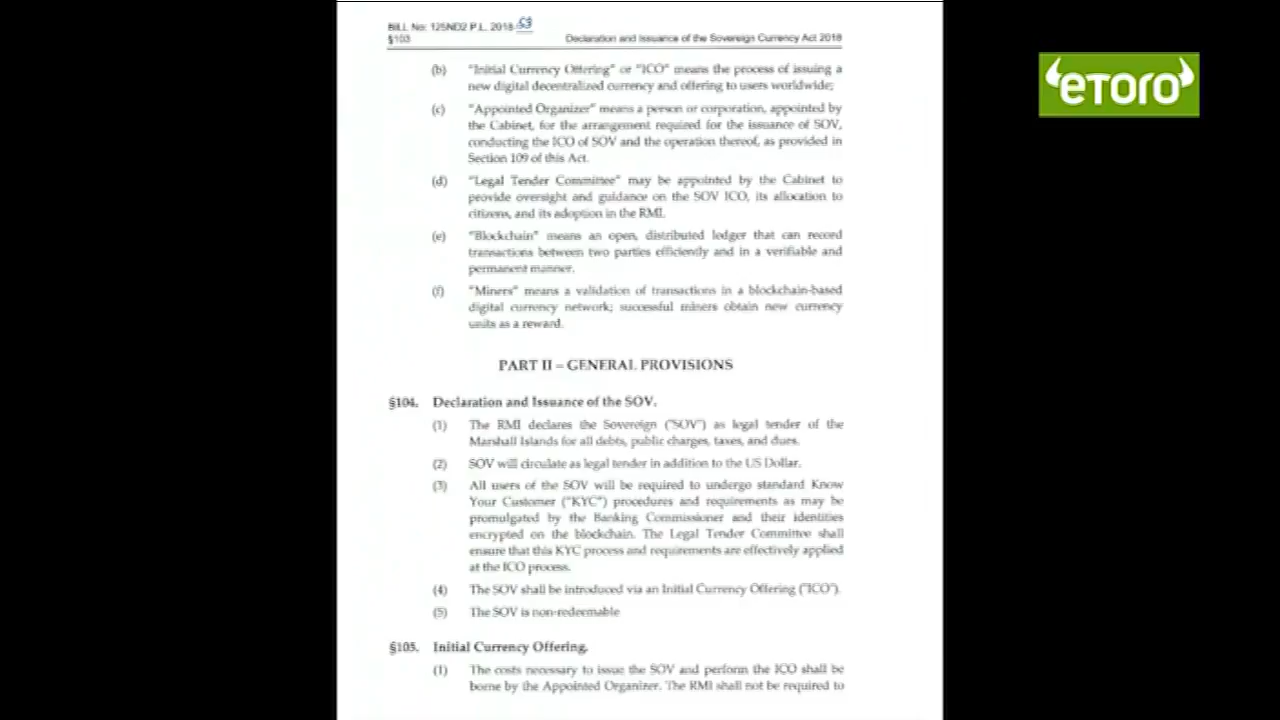 BILL No: 125ND2 P.L. 2018-53
§103
Declaration and Issuance of the Sovereign Currency Act 2018
eToro
(b) "Initial Currency Offering" or "ICO" means the process of issuing a
new digital decentralized currency and offering to users worldwide;
(c) "Appointed Organizer" means a person or corporation, appointed by
the Cabinet, for the arrangement required for the issuance of SOV,
conducting the ICO of SOV and the operation thereof, as provided in
Section 109 of this Act.
(d) "Legal Tender Committee" may be appointed by the Cabinet to
provide oversight and guidance on the SOV ICO, its allocation to
citizens, and its adoption in the RMI.
(e) "Blockchain" means an open, distributed ledger that can record
transactions between two parties efficiently and in a verifiable and
permanent manner.
(f) "Miners" means a validation of transactions in a blockchain-based
digital currency network; successful miners obtain new currency
units as a reward.
PART II – GENERAL PROVISIONS
§104. Declaration and Issuance of the SOV.
(1) The RMI declares the Sovereign ("SOV") as legal tender of the
Marshall Islands for all debts, public charges, taxes, and dues.
(2) SOV will circulate as legal tender in addition to the US Dollar.
(3) All users of the SOV will be required to undergo standard Know
Your Customer ("KYC") procedures and requirements as may be
promulgated by the Banking Commissioner and their identities
encrypted on the blockchain. The Legal Tender Committee shall
ensure that this KYC process and requirements are effectively applied
at the ICO process.
(4) The SOV shall be introduced via an Initial Currency Offering ("ICO").
(5) The SOV is non-redeemable
§105. Initial Currency Offering.
(1) The costs necessary to issue the SOV and perform the ICO shall be
borne by the Appointed Organizer. The RMI shall not be required to